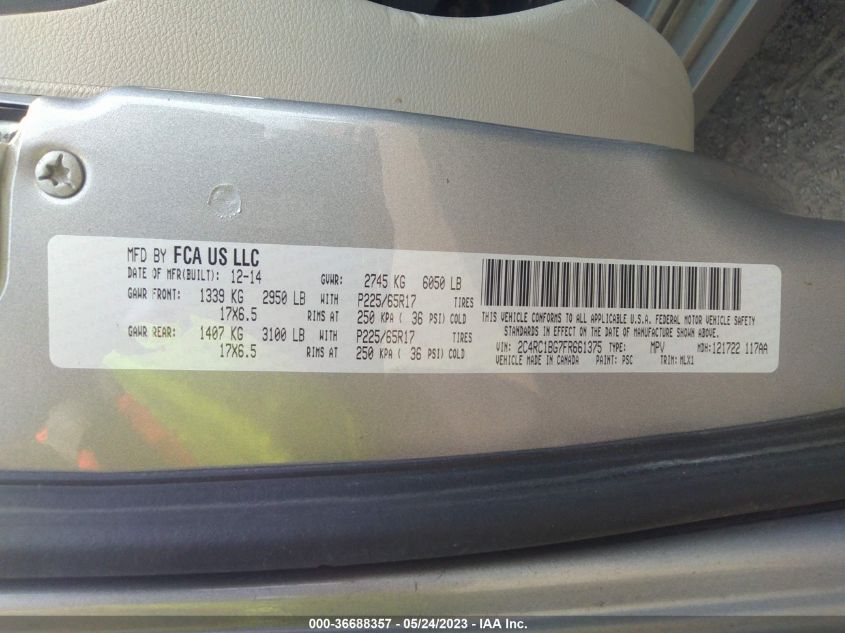 MFD BY FCA US LLC
DATE OF MFR(BUILT): 12-14 GVWR: 2745 KG 6050 LB
GAWR FRONT: 1339 KG 2950 LB WITH P225/65R17 TIRES
17X6.5 RIMS AT 250 KPA ( 36 PSI) COLD
GAWR REAR: 1407 KG 3100 LB WITH P225/65R17 TIRES
17X6.5 RIMS AT 250 KPA ( 36 PSI) COLD
THIS VEHICLE CONFORMS TO ALL APPLICABLE U.S.A. FEDERAL MOTOR VEHICLE SAFETY
STANDARDS IN EFFECT ON THE DATE OF MANUFACTURE SHOWN ABOVE.
VIN: 2C4RC1BG7FR661375 TYPE: MPV MDH:121722 117AA
VEHICLE MADE IN CANADA PAINT: PSC TRIM: MLX1
000-36688357 - 05/24/2023 - IAA Inc.